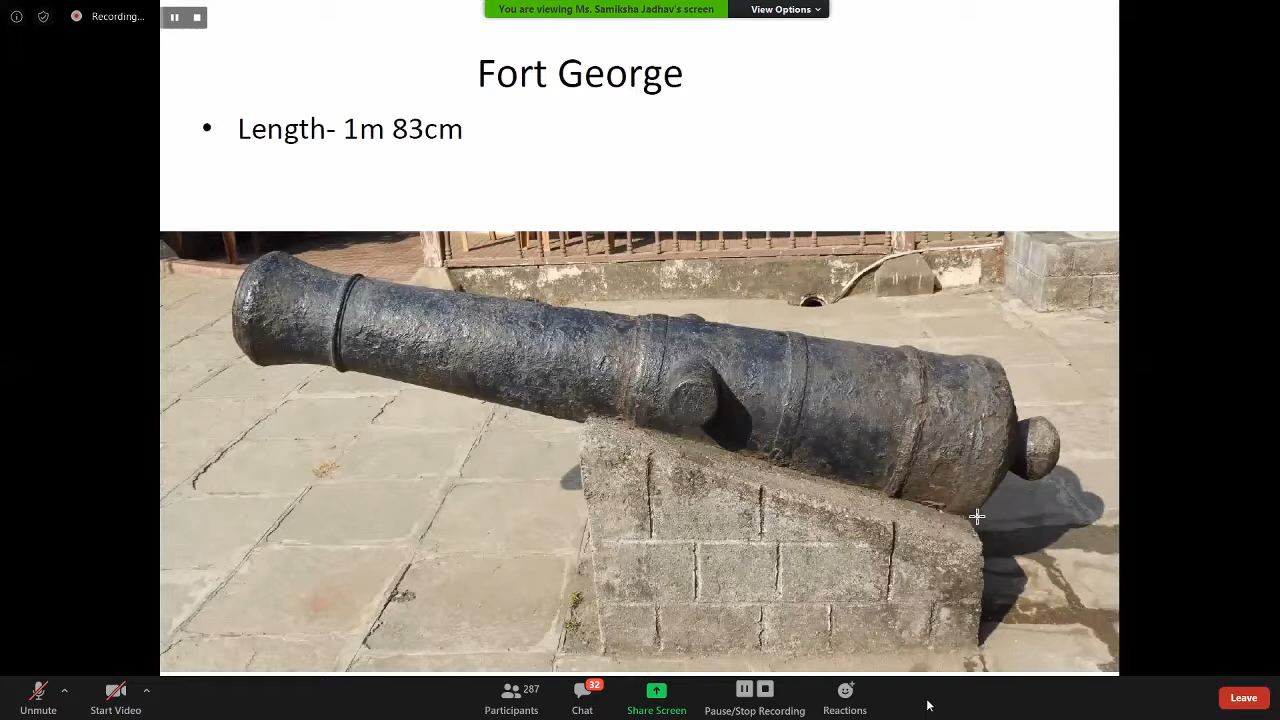 Recording...
You are viewing Ms. Samiksha Jadhav's screen
View Options
Fort George
• Length- 1m 83cm
Unmute
Start Video
287
Participants
32
Chat
Share Screen
Pause/Stop Recording
Reactions
Leave